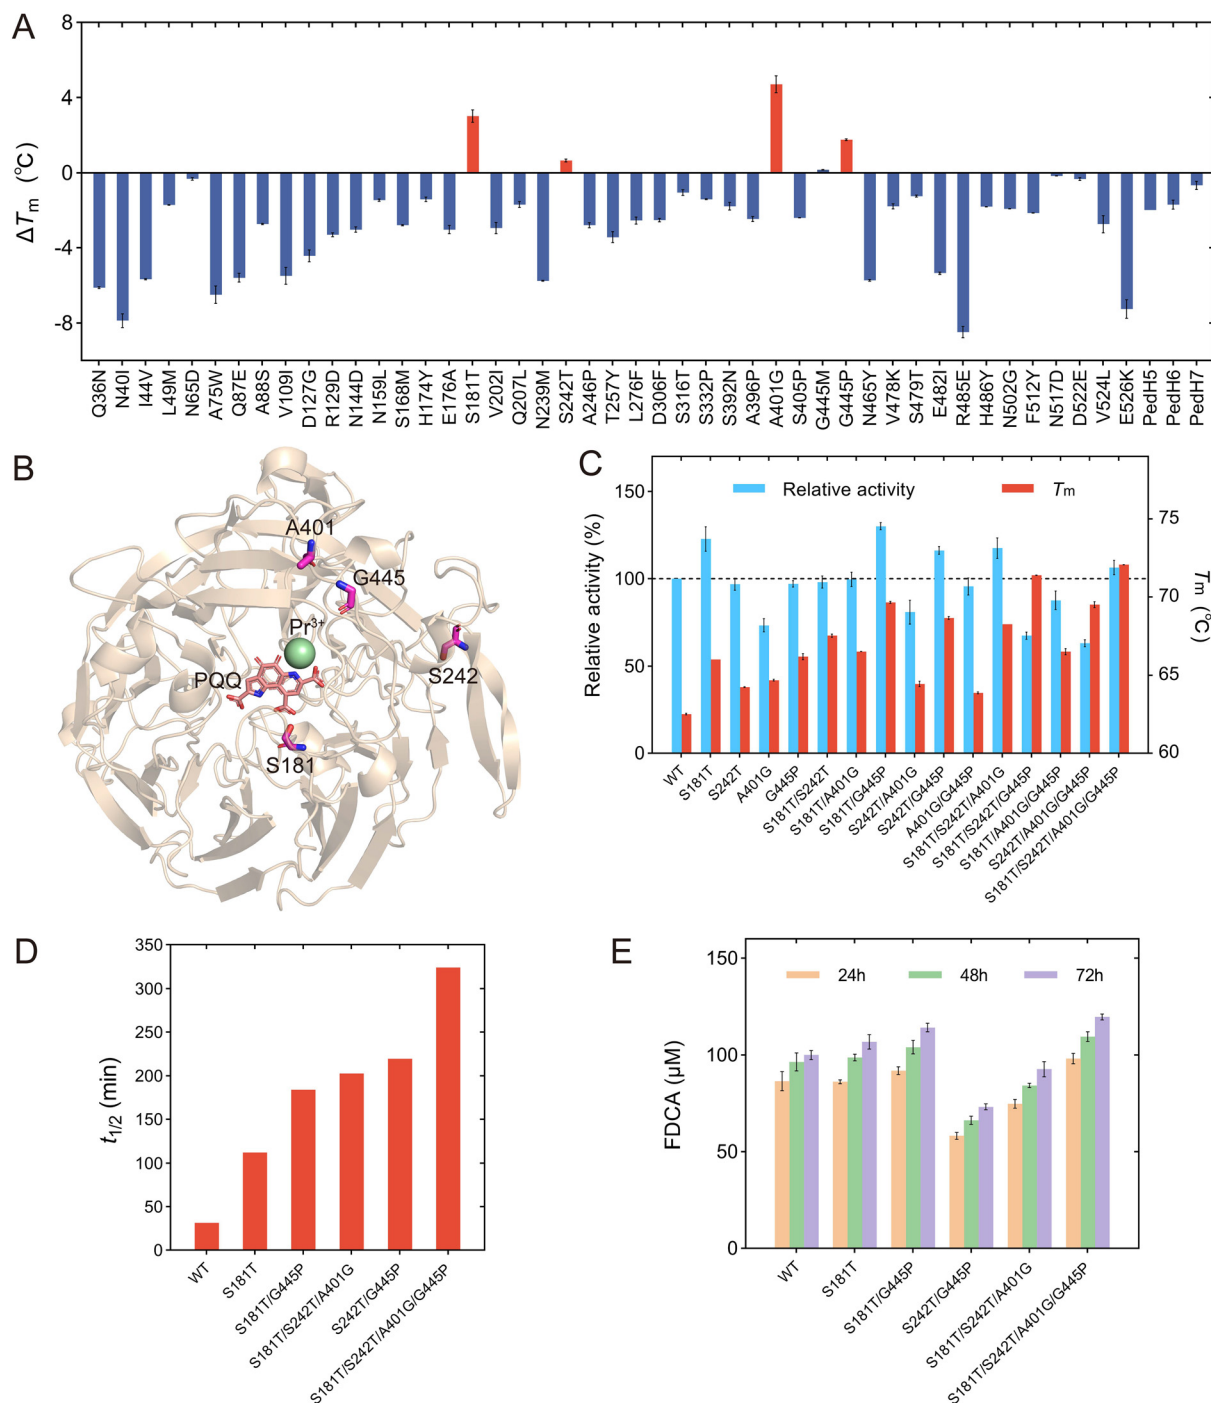 A
8
4
0
-4
-8
ΔTm (°C)
Q36N
N40I
I44V
L49M
N65D
A75W
Q87E
A88S
V109I
D127G
R129D
N144D
N159L
S168M
H174Y
E176A
S181T
V202I
Q207L
N239M
S242T
A246P
T257Y
L276F
D306F
S316T
S332P
S392N
A396P
A401G
S405P
G445M
G445P
N465Y
V478K
S479T
E482I
R485E
H486Y
N502G
F512Y
N517D
D522E
V524L
E526K
PedH5
PedH6
PedH7
B
A401
G445
Pr3+
PQQ
S242
S181
C
Relative activity
Tm
150
100
50
0
Relative activity (%)
75
70
65
60
Tm (°C)
WT
S181T
S242T
A401G
G445P
S181T/S242T
S181T/A401G
S181T/G445P
S242T/A401G
S242T/G445P
A401G/G445P
S181T/S242T/A401G
S181T/S242T/G445P
S181T/A401G/G445P
S242T/A401G/G445P
S181T/S242T/A401G/G445P
D
350
300
250
200
150
100
50
0
t1/2 (min)
WT
S181T
S181T/G445P
S181T/S242T/A401G
S242T/G445P
S181T/S242T/A401G/G445P
E
24h
48h
72h
150
100
50
0
FDCA (μM)
WT
S181T
S181T/G445P
S242T/G445P
S181T/S242T/A401G
S181T/S242T/A401G/G445P